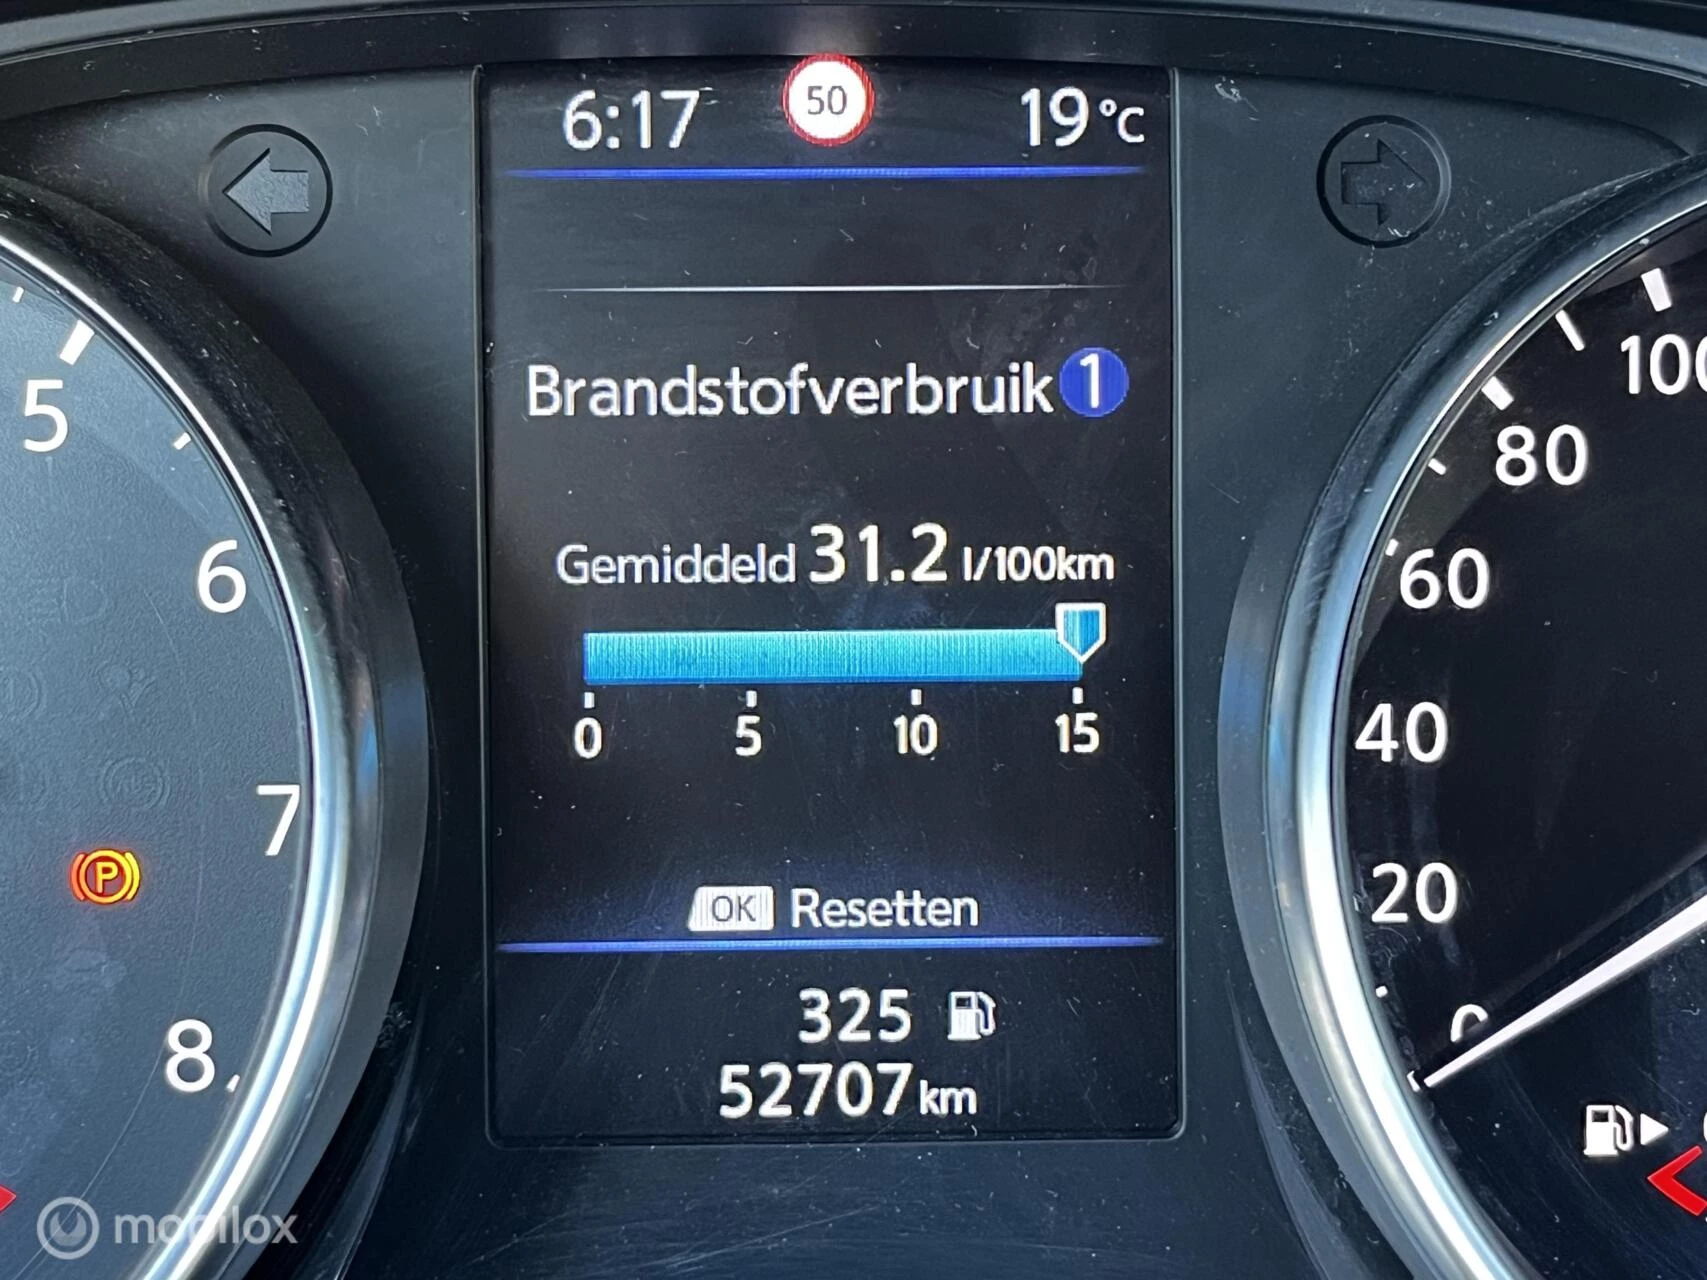 6:17 50 19°C
Brandstofverbruik 1
Gemiddeld 31.2 l/100km
0 5 10 15
OK Resetten
325
52707 km
5
6
7
8
P
100
80
60
40
20
0
mobilox